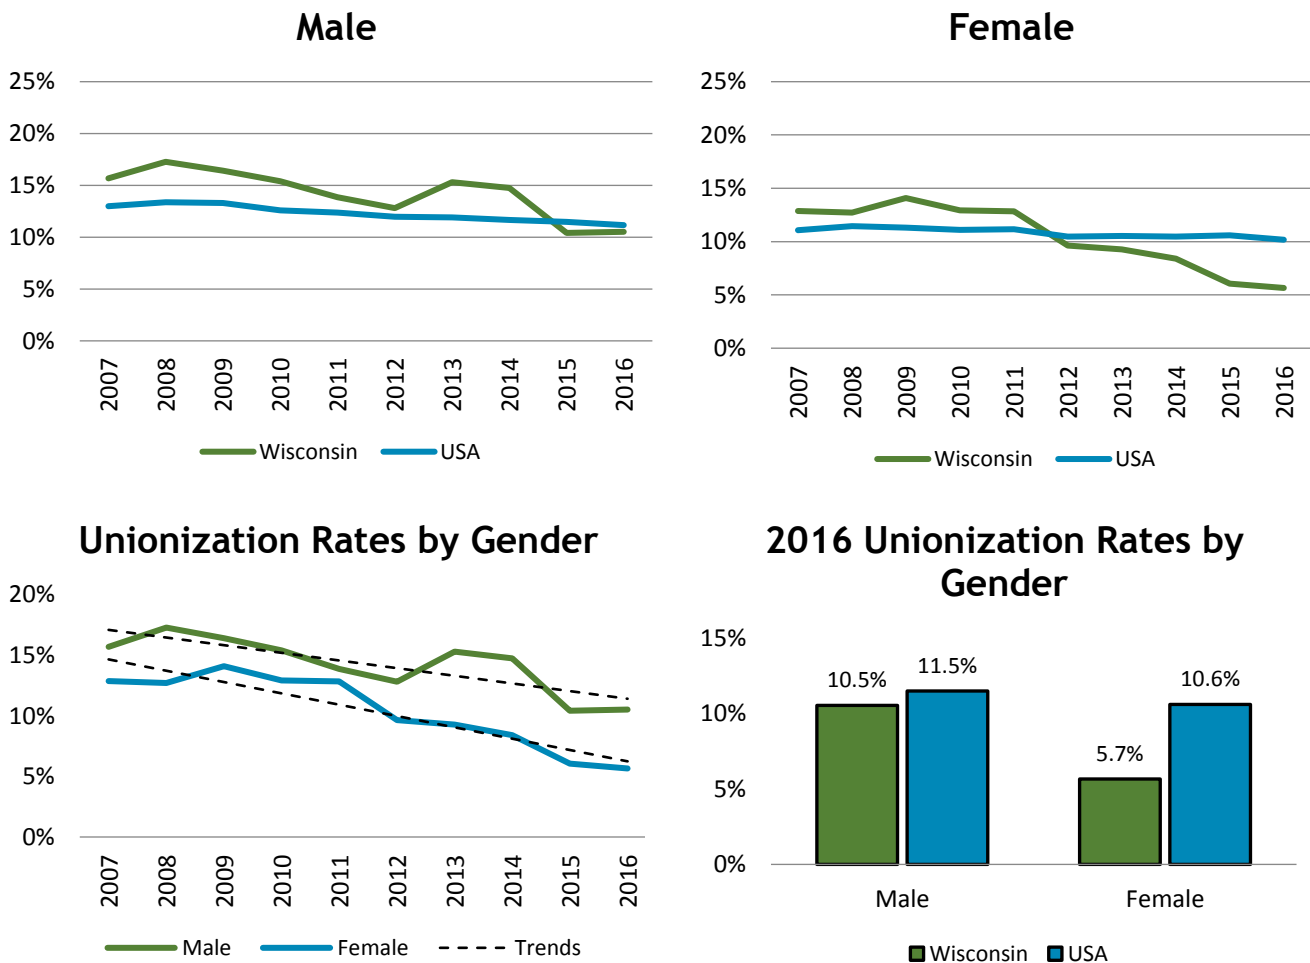 Male
25%
20%
15%
10%
5%
0%
2007 2008 2009 2010 2011 2012 2013 2014 2015 2016
Wisconsin USA
Female
25%
20%
15%
10%
5%
0%
2007 2008 2009 2010 2011 2012 2013 2014 2015 2016
Wisconsin USA
Unionization Rates by Gender
20%
15%
10%
5%
0%
2007 2008 2009 2010 2011 2012 2013 2014 2015 2016
Male Female Trends
2016 Unionization Rates by
Gender
15%
10%
5%
0%
10.5% 11.5%
5.7% 10.6%
Male Female
Wisconsin USA